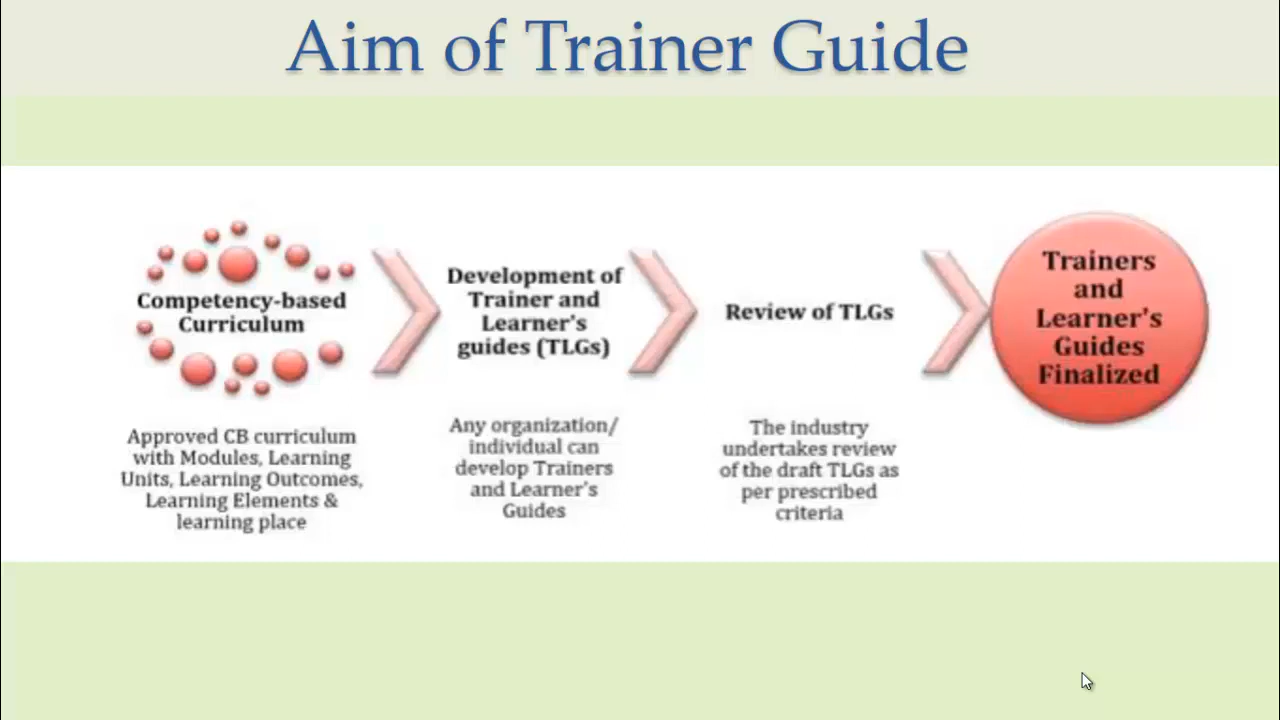 Aim of Trainer Guide
Competency-based
Curriculum
Approved CB curriculum
with Modules, Learning
Units, Learning Outcomes,
Learning Elements &
learning place
Development of
Trainer and
Learner's
guides (TLGs)
Any organization/
individual can
develop Trainers
and Learner's
Guides
Review of TLGs
The industry
undertakes review
of the draft TLGs as
per prescribed
criteria
Trainers
and
Learner's
Guides
Finalized